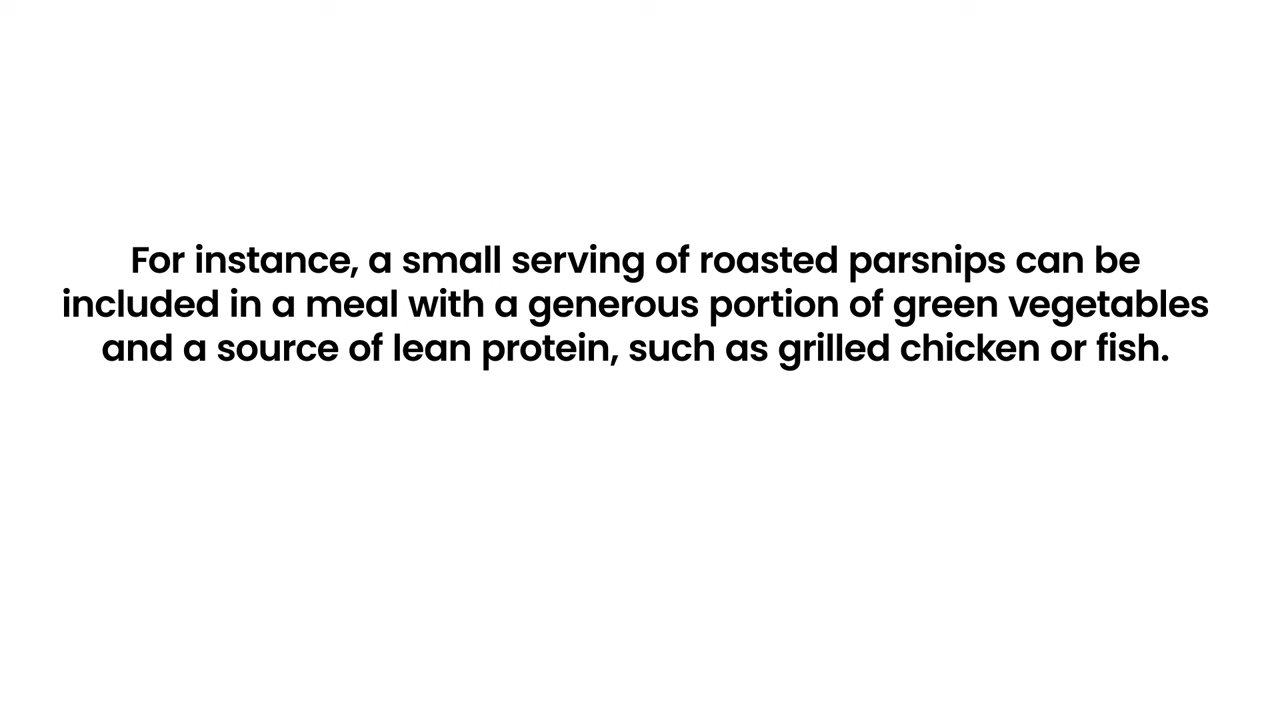 For instance, a small serving of roasted parsnips can be
included in a meal with a generous portion of green vegetables
and a source of lean protein, such as grilled chicken or fish.